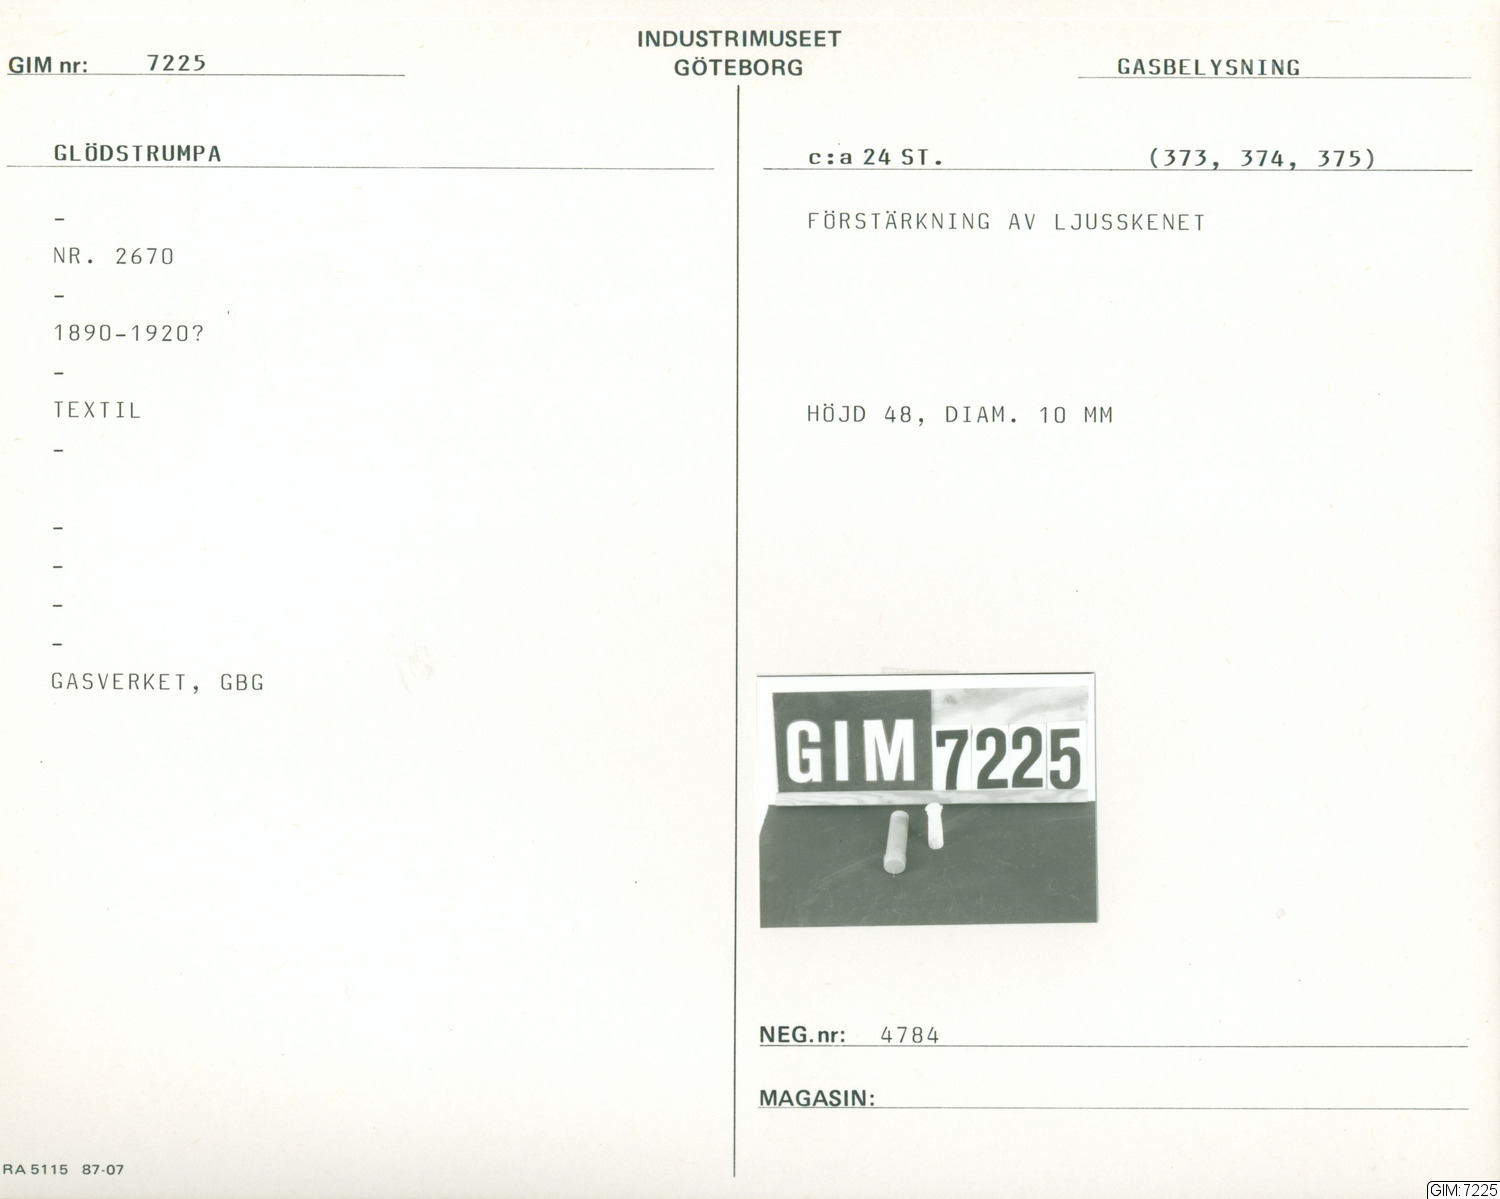 INDUSTRIMUSEET
GÖTEBORG
GIM nr: 7225
GASBELYSNING
GLÖDSTRUMPA
-
NR. 2670
-
1890-1920?
-
TEXTIL
-
-
-
-
-
GASVERKET, GBG
c:a 24 ST. (373, 374, 375)
FÖRSTÄRKNING AV LJUSSKENET
HÖJD 48, DIAM. 10 MM
GIM 7225
NEG.nr: 4784
MAGASIN:
RA 5115 87-07
GIM:7225